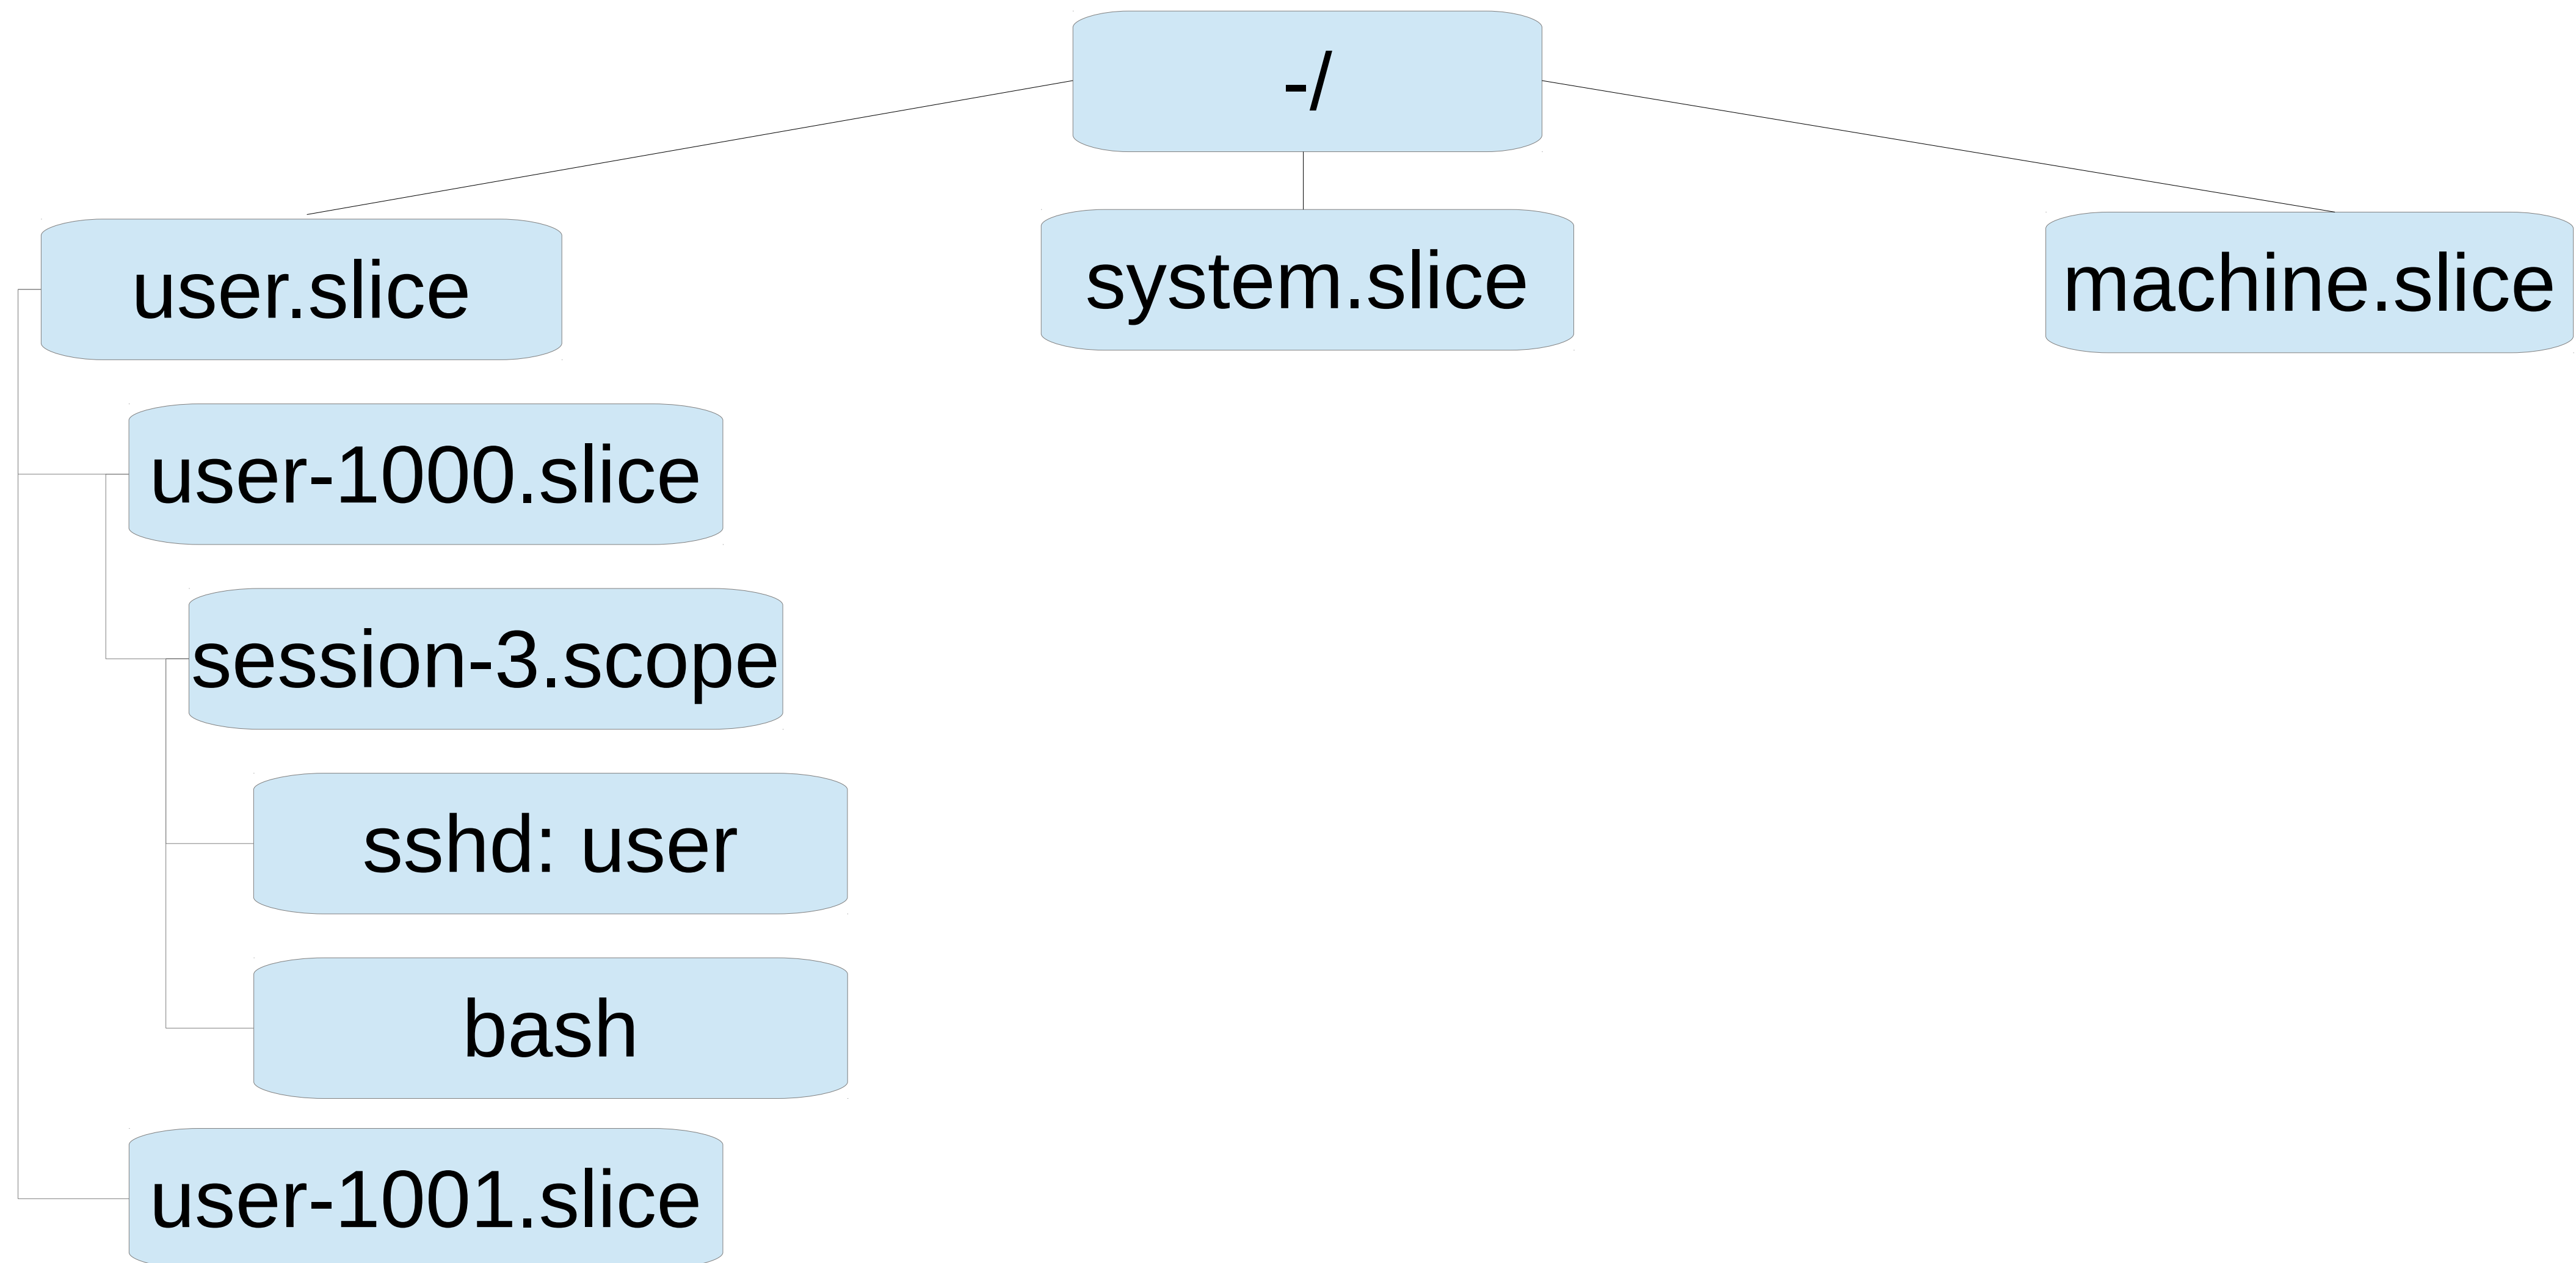 -/
user.slice
system.slice
machine.slice
user-1000.slice
session-3.scope
sshd: user
bash
user-1001.slice